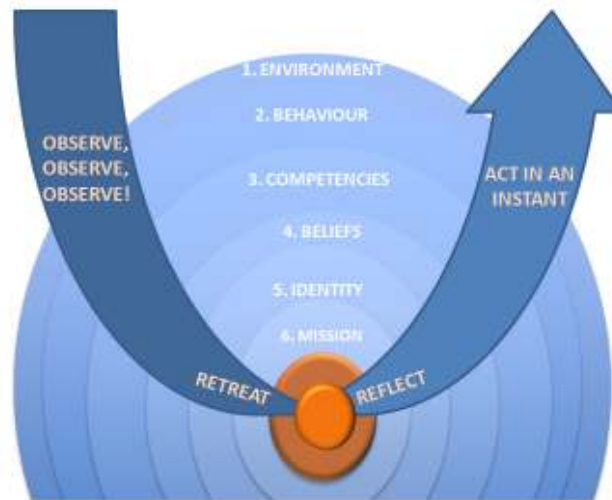 1. ENVIRONMENT
2. BEHAVIOUR
OBSERVE,
OBSERVE,
OBSERVE!
3. COMPETENCIES
ACT IN AN
INSTANT
4. BELIEFS
5. IDENTITY
6. MISSION
RETREAT
REFLECT